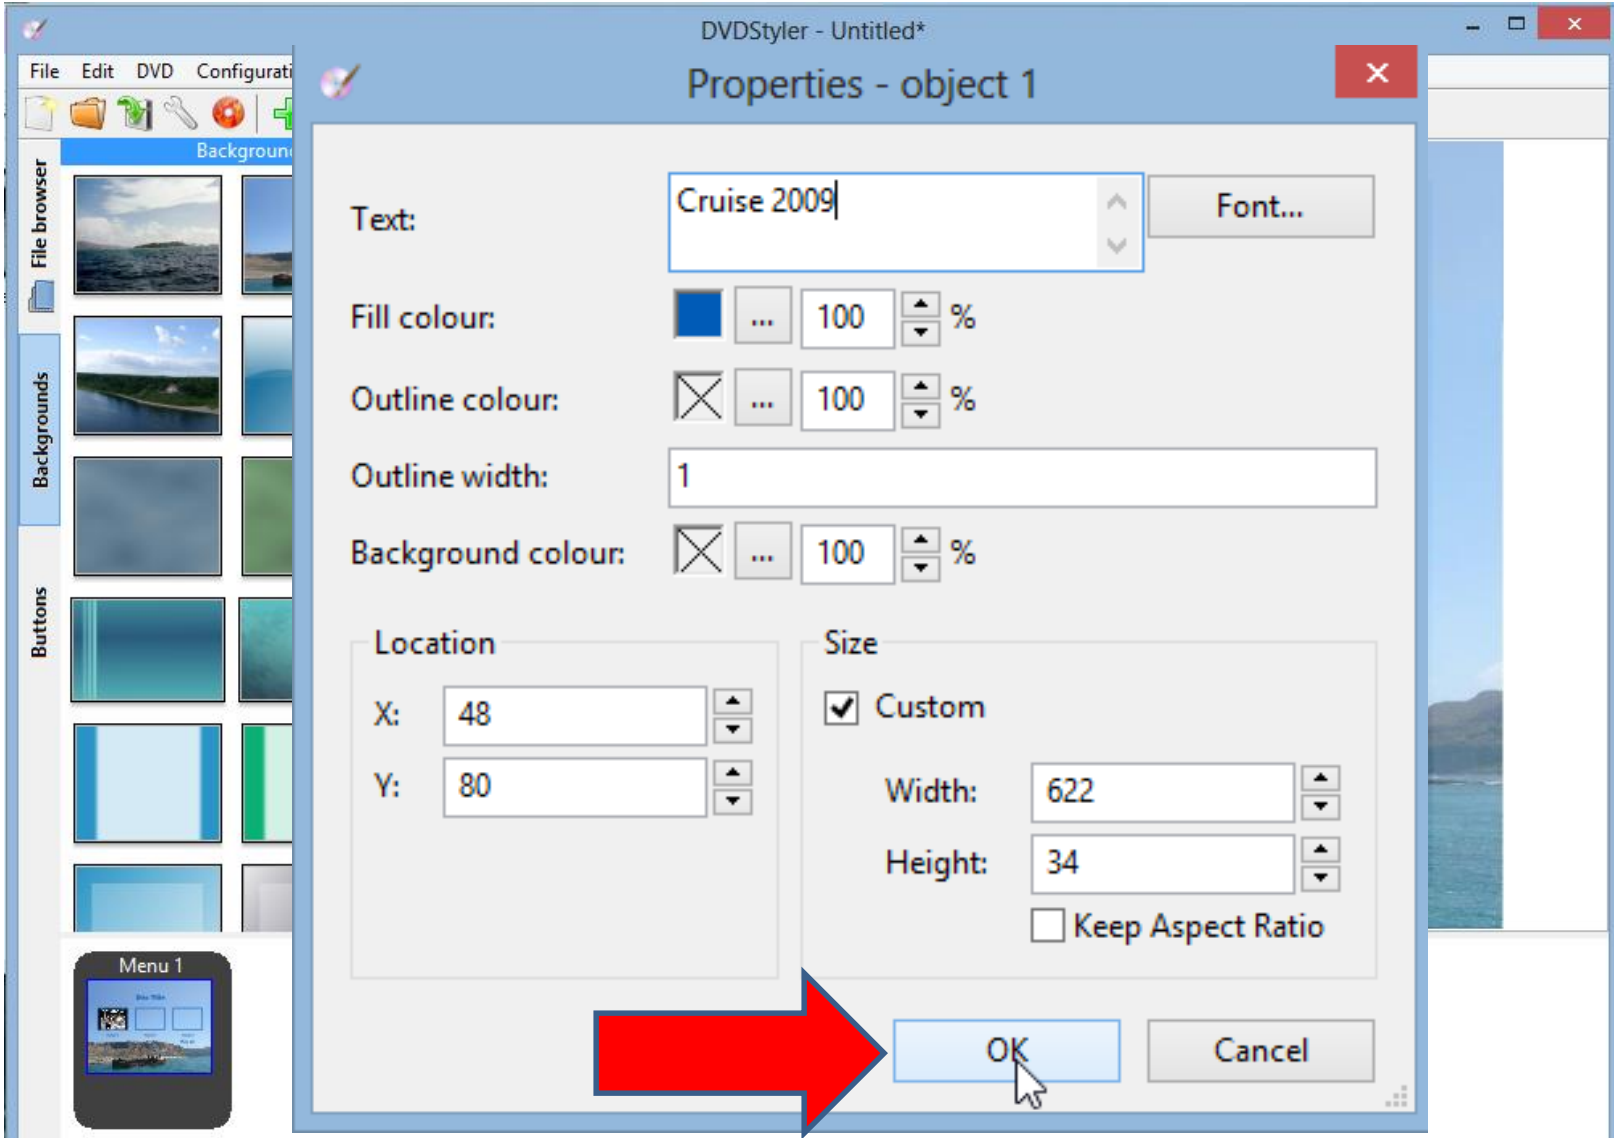 DVDStyler - Untitled*
File Edit DVD Configurati
Properties - object 1
Background
File browser
Backgrounds
Buttons
Text:
Cruise 2009
Font...
Fill colour:
... 100 %
Outline colour:
... 100 %
Outline width:
1
Background colour:
... 100 %
Location
X: 48
Y: 80
Size
Custom
Width: 622
Height: 34
Keep Aspect Ratio
Menu 1
OK
Cancel